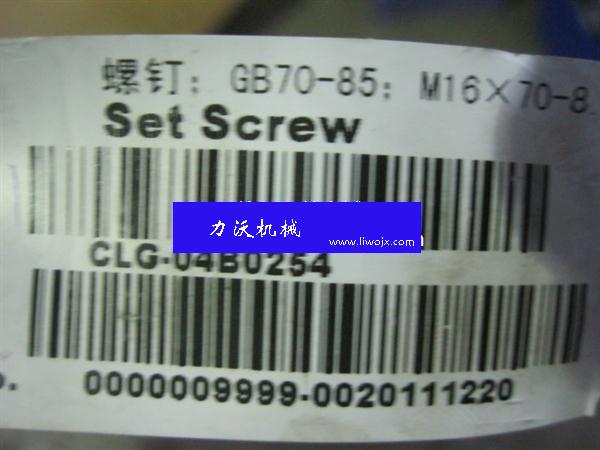 螺钉; GB70-85; M16×70-8.
Set Screw
力沃机械
www.liwojx.com
CLG-04B0254
0000009999-0020111220